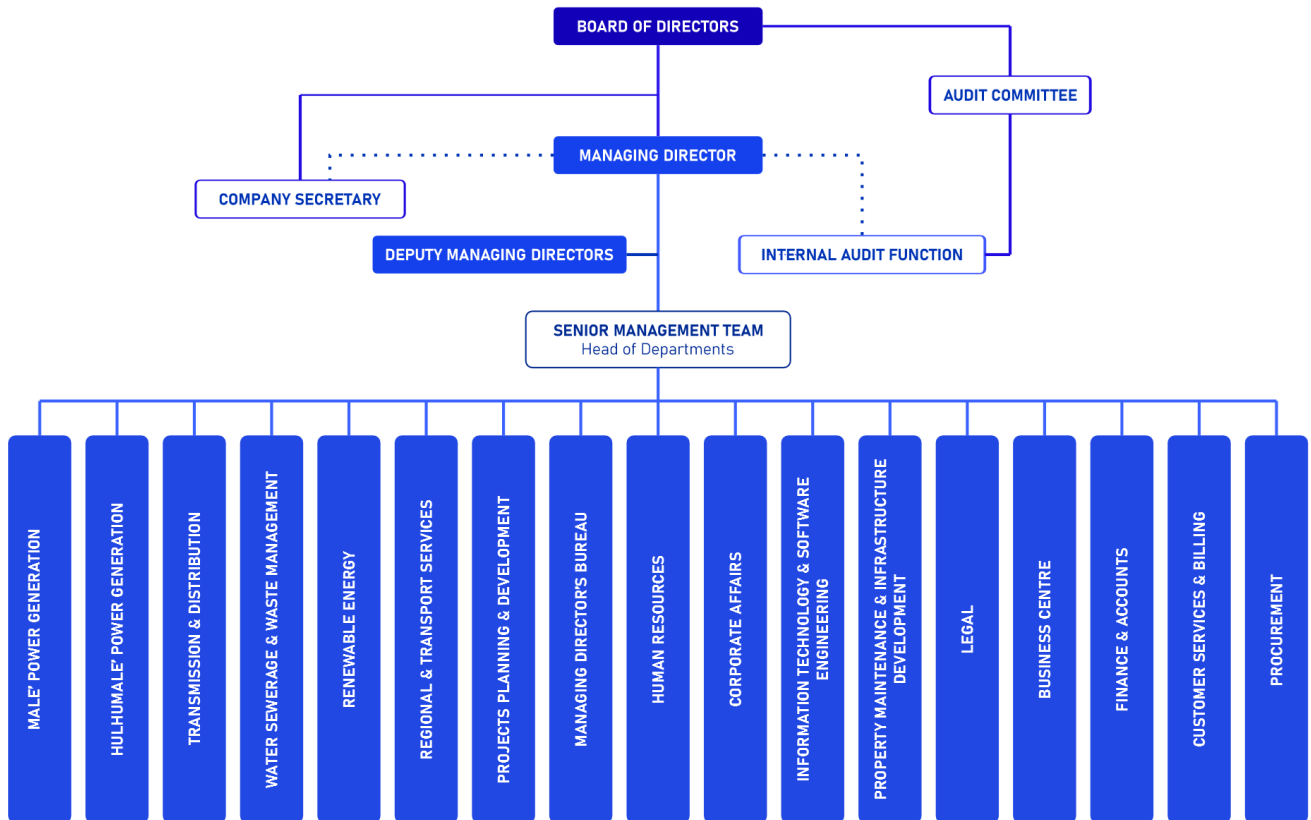 BOARD OF DIRECTORS
AUDIT COMMITTEE
MANAGING DIRECTOR
COMPANY SECRETARY
DEPUTY MANAGING DIRECTORS
INTERNAL AUDIT FUNCTION
SENIOR MANAGEMENT TEAM
Head of Departments
MALE' POWER GENERATION
HULHUMALE' POWER GENERATION
TRANSMISSION & DISTRIBUTION
WATER SEWERAGE & WASTE MANAGEMENT
RENEWABLE ENERGY
REGIONAL & TRANSPORT SERVICES
PROJECTS PLANNING & DEVELOPMENT
MANAGING DIRECTOR'S BUREAU
HUMAN RESOURCES
CORPORATE AFFAIRS
INFORMATION TECHNOLOGY & SOFTWARE
ENGINEERING
PROPERTY MAINTENANCE & INFRASTRUCTURE
DEVELOPMENT
LEGAL
BUSINESS CENTRE
FINANCE & ACCOUNTS
CUSTOMER SERVICES & BILLING
PROCUREMENT